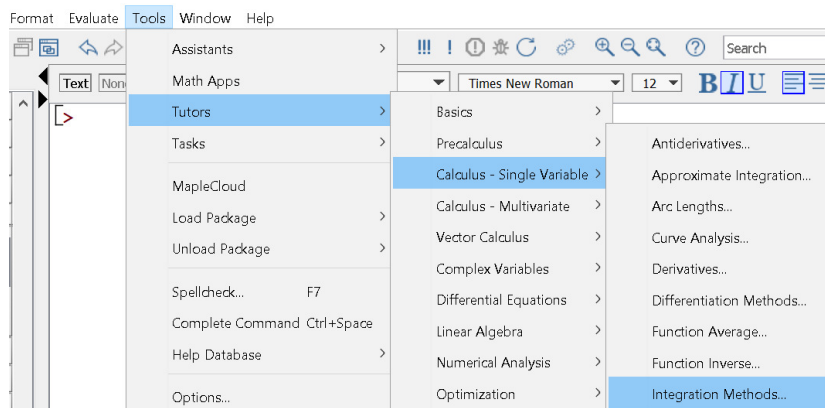 Format Evaluate Tools Window Help
!!! ! Search
Text Times New Roman 12 B I U
[>
Assistants >
Math Apps
Tutors >
Tasks >
MapleCloud
Load Package >
Unload Package >
Spellcheck... F7
Complete Command Ctrl+Space
Help Database >
Options...
Basics >
Precalculus >
Calculus - Single Variable >
Calculus - Multivariate >
Vector Calculus >
Complex Variables >
Differential Equations >
Linear Algebra >
Numerical Analysis >
Optimization >
Antiderivatives...
Approximate Integration...
Arc Lengths...
Curve Analysis...
Derivatives...
Differentiation Methods...
Function Average...
Function Inverse...
Integration Methods...